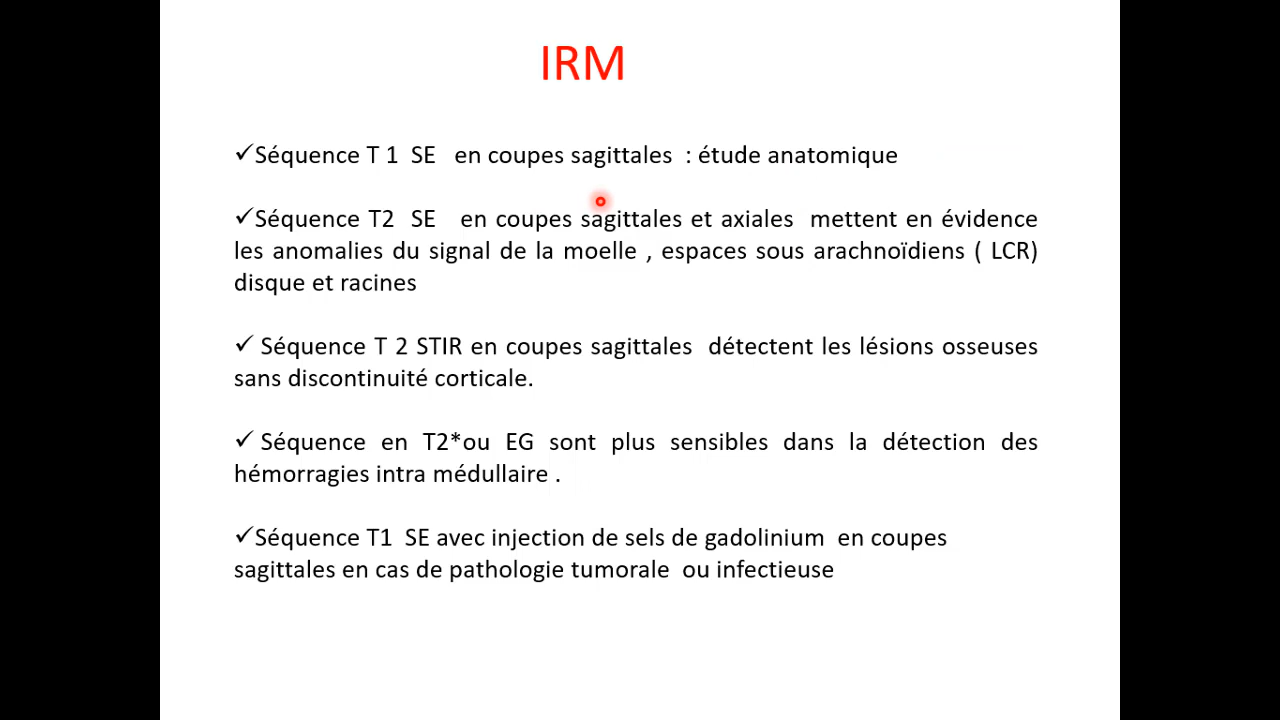 IRM
✓Séquence T 1 SE en coupes sagittales : étude anatomique
✓Séquence T2 SE en coupes sagittales et axiales mettent en évidence
les anomalies du signal de la moelle , espaces sous arachnoïdiens ( LCR)
disque et racines
✓ Séquence T 2 STIR en coupes sagittales détectent les lésions osseuses
sans discontinuité corticale.
✓ Séquence en T2*ou EG sont plus sensibles dans la détection des
hémorragies intra médullaire .
✓Séquence T1 SE avec injection de sels de gadolinium en coupes
sagittales en cas de pathologie tumorale ou infectieuse